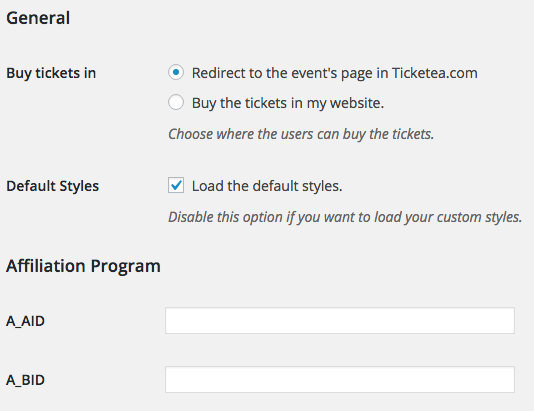 General
Buy tickets in
Redirect to the event's page in Ticketea.com
Buy the tickets in my website.
Choose where the users can buy the tickets.
Default Styles
Load the default styles.
Disable this option if you want to load your custom styles.
Affiliation Program
A_AID
A_BID